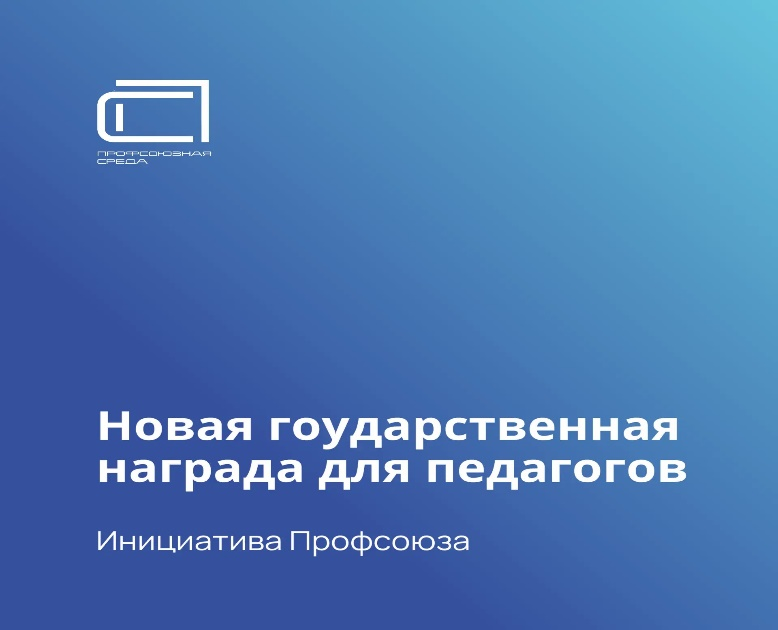 ПРОФСОЮЗНАЯ
СРЕДА
Новая гоударственная
награда для педагогов
Инициатива Профсоюза